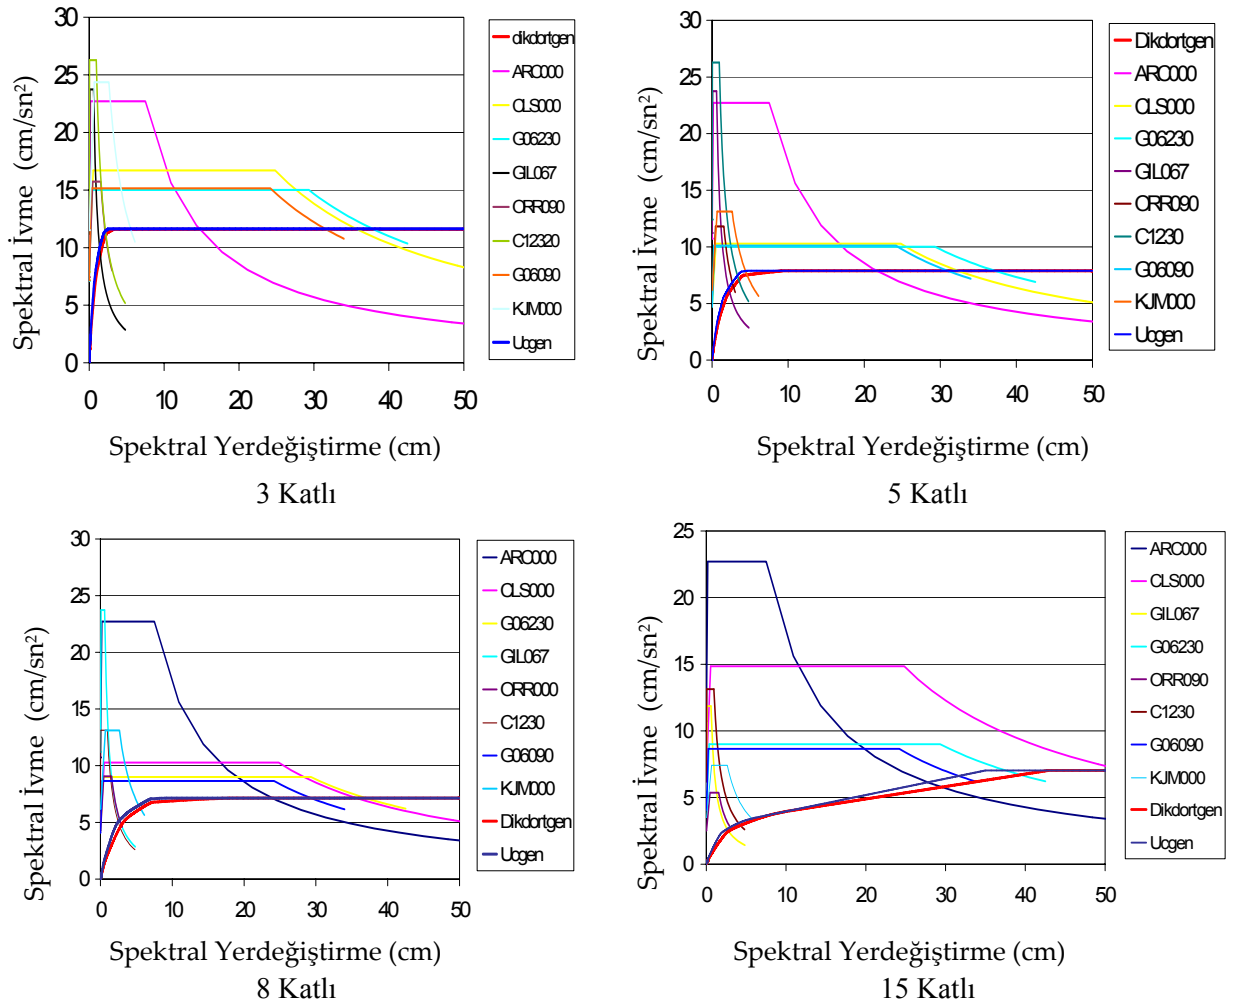 30
25
20
15
10
5
0
0 10 20 30 40 50
Spektral İvme (cm/sn²)
Spektral Yerdeğiştirme (cm)
dikdortgen
ARC000
CLS000
G06230
GIL067
ORR090
C12320
G06090
KJM000
Ucgen
3 Katlı
30
25
20
15
10
5
0
0 10 20 30 40 50
Spektral İvme (cm/sn²)
Spektral Yerdeğiştirme (cm)
Dikdortgen
ARC000
CLS000
G06230
GIL067
ORR090
C1230
G06090
KJM000
Ucgen
5 Katlı
30
25
20
15
10
5
0
0 10 20 30 40 50
Spektral İvme (cm/sn²)
Spektral Yerdeğiştirme (cm)
ARC000
CLS000
G06230
GIL067
ORR000
C1230
G06090
KJM000
Dikdortgen
Ucgen
8 Katlı
25
20
15
10
5
0
0 10 20 30 40 50
Spektral İvme (cm/sn²)
Spektral Yerdeğiştirme (cm)
ARC000
CLS000
GIL067
G06230
ORR090
C1230
G06090
KJM000
Dikdortgen
Ucgen
15 Katlı